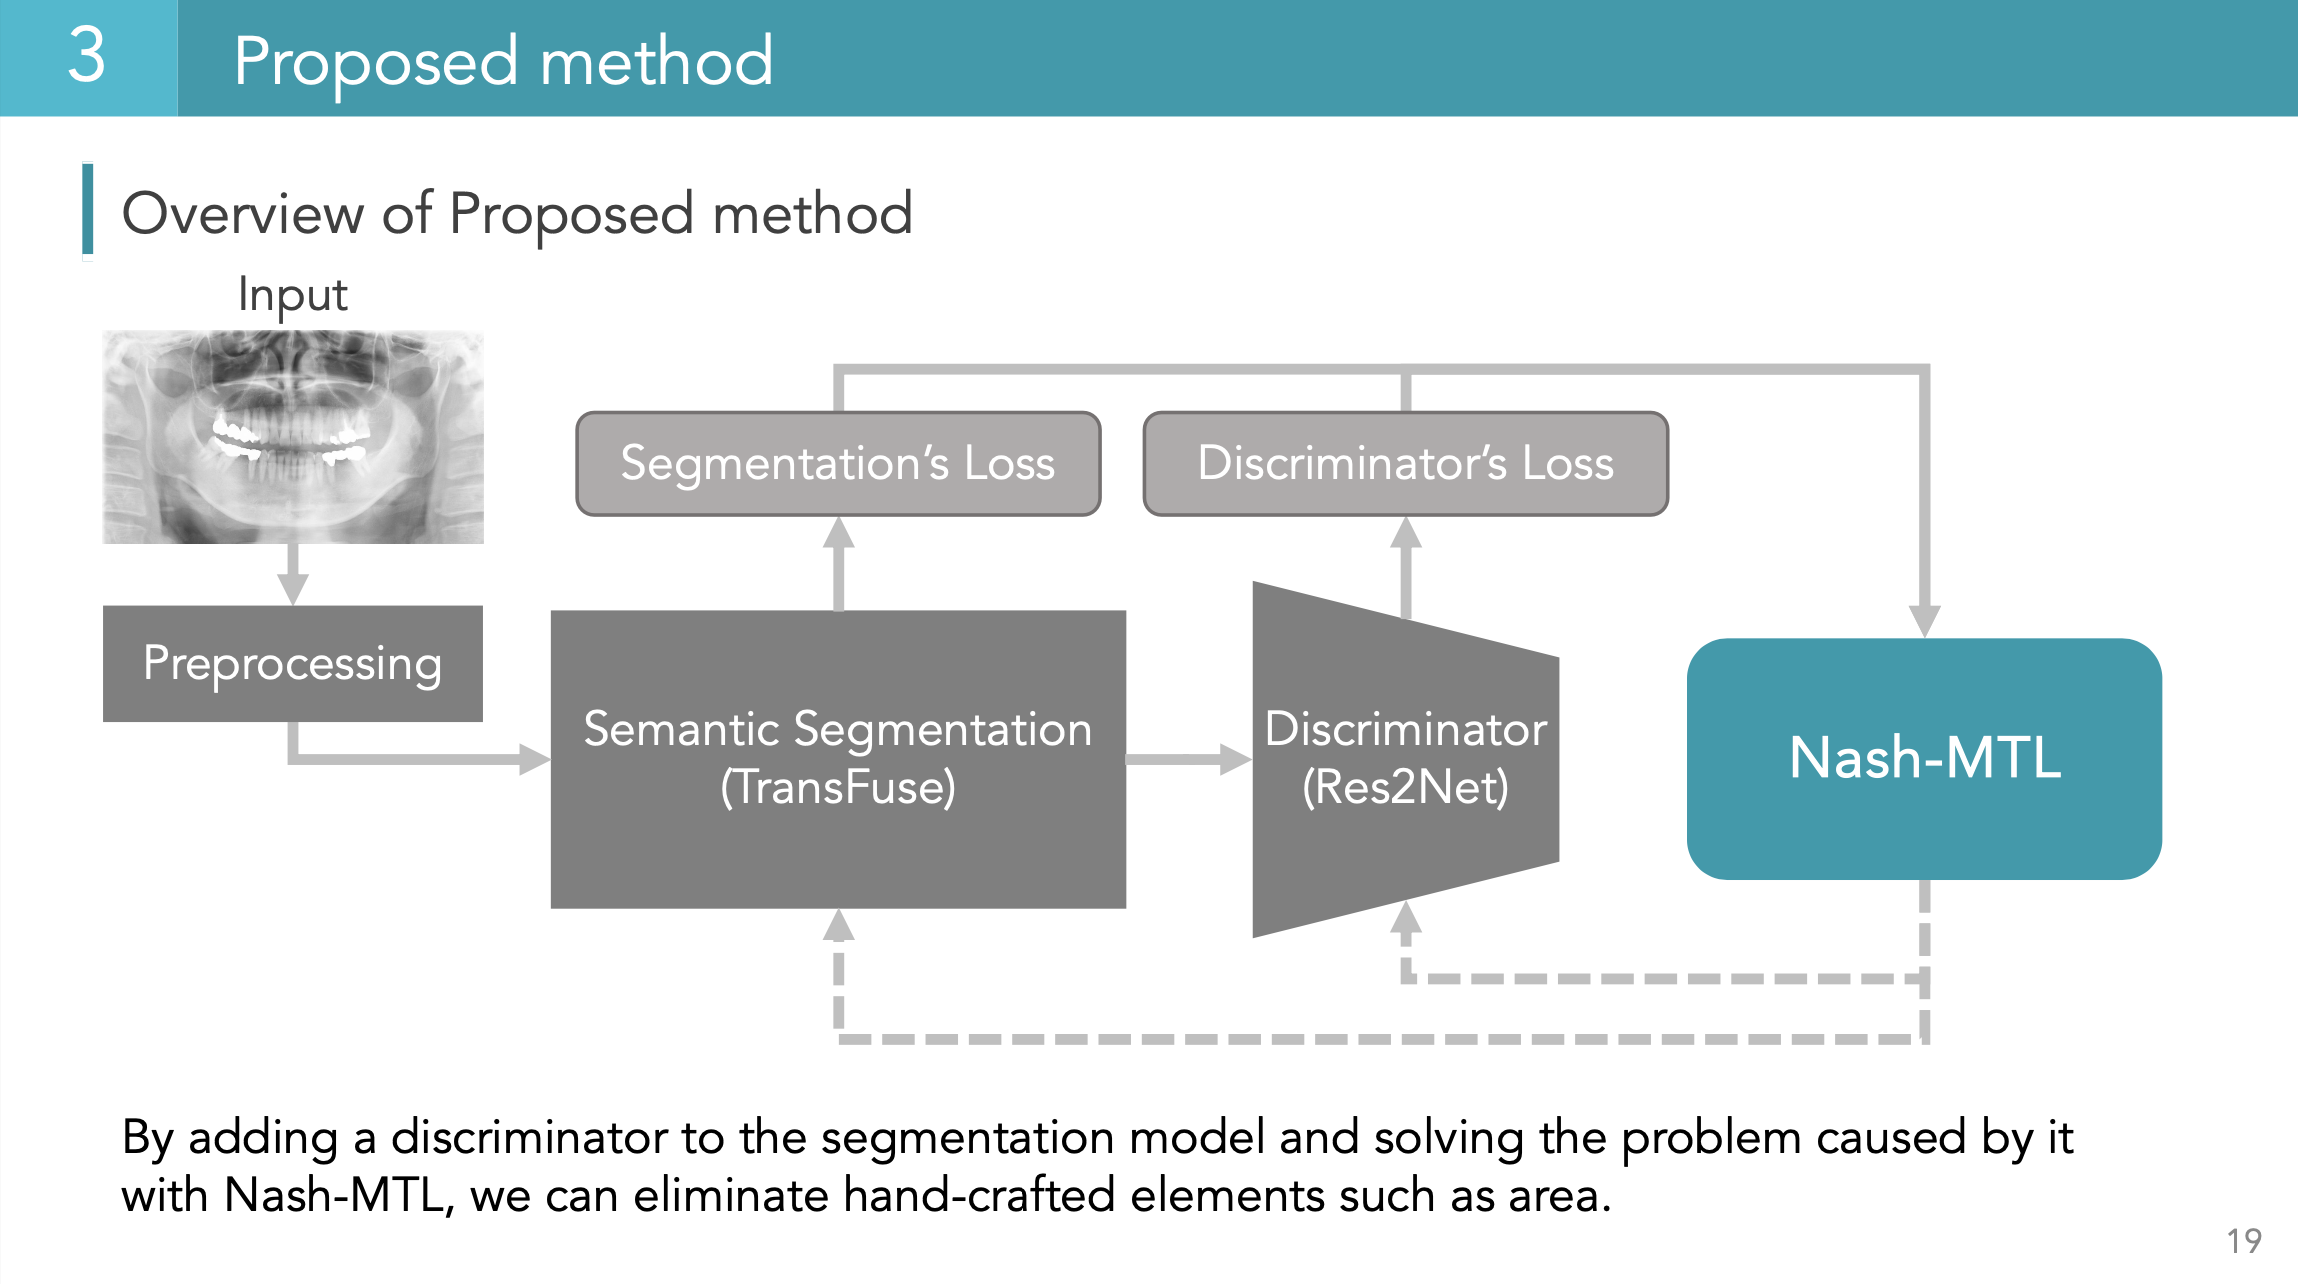 3
Proposed method
Overview of Proposed method
Input
Segmentation’s Loss
Discriminator’s Loss
Preprocessing
Semantic Segmentation
(TransFuse)
Discriminator
(Res2Net)
Nash-MTL
By adding a discriminator to the segmentation model and solving the problem caused by it
with Nash-MTL, we can eliminate hand-crafted elements such as area.
19